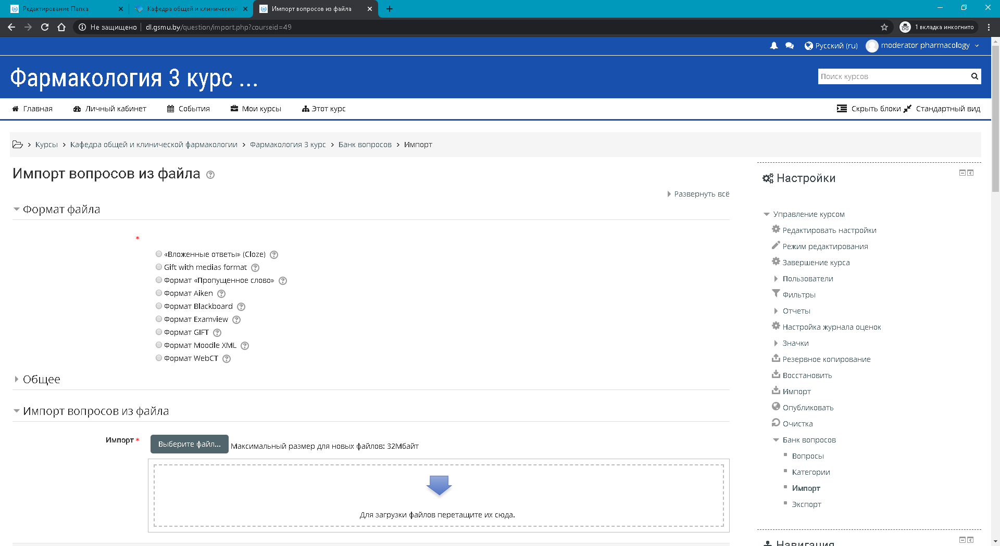 Редактирование Папка
Кафедра общей и клинической
Импорт вопросов из файла
Не защищено
dl.gsmu.by/question/import.php?courseid=49
1 вкладка инкогнито
Русский (ru)
moderator pharmacology
Фармакология 3 курс ...
Поиск курсов
Главная
Личный кабинет
События
Мои курсы
Этот курс
Скрыть блоки
Стандартный вид
Курсы
Кафедра общей и клинической фармакологии
Фармакология 3 курс
Банк вопросов
Импорт
Импорт вопросов из файла
Развернуть всё
Формат файла
*
«Вложенные ответы» (Cloze)
Gift with medias format
Формат «Пропущенное слово»
Формат Aiken
Формат Blackboard
Формат Examview
Формат GIFT
Формат Moodle XML
Формат WebCT
Общее
Импорт вопросов из файла
Импорт *
Выберите файл...
Максимальный размер для новых файлов: 32Мбайт
Для загрузки файлов перетащите их сюда.
Настройки
Управление курсом
Редактировать настройки
Режим редактирования
Завершение курса
Пользователи
Фильтры
Отчеты
Настройка журнала оценок
Значки
Резервное копирование
Восстановить
Импорт
Опубликовать
Очистка
Банк вопросов
Вопросы
Категории
Импорт
Экспорт
Навигация